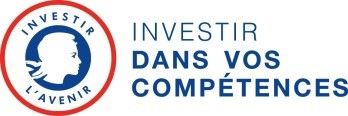 INVESTIR
L'AVENIR
INVESTIR
DANS VOS
COMPÉTENCES